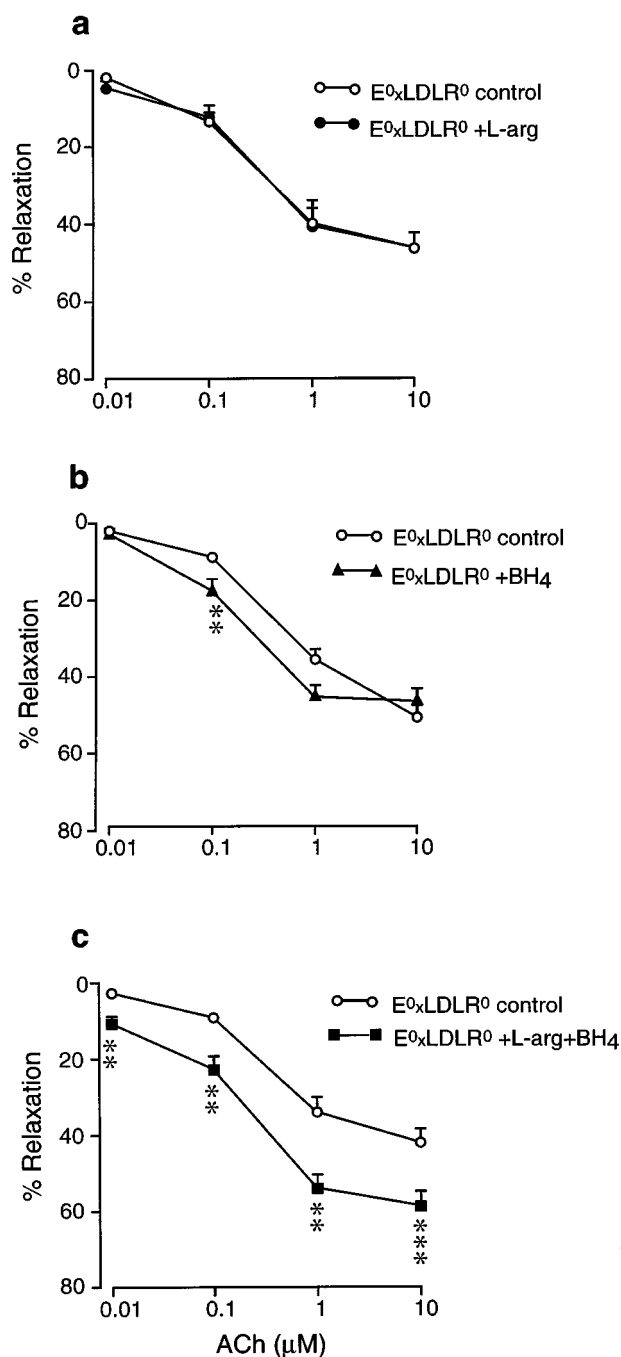 a
0
20
40
60
80
% Relaxation
E⁰xLDLR⁰ control
E⁰xLDLR⁰ +L-arg
0.01 0.1 1 10
b
0
20
40
60
80
% Relaxation
E⁰xLDLR⁰ control
E⁰xLDLR⁰ +BH₄
**
0.01 0.1 1 10
c
0
20
40
60
80
% Relaxation
E⁰xLDLR⁰ control
E⁰xLDLR⁰ +L-arg+BH₄
**
**
**
***
0.01 0.1 1 10
ACh (μM)